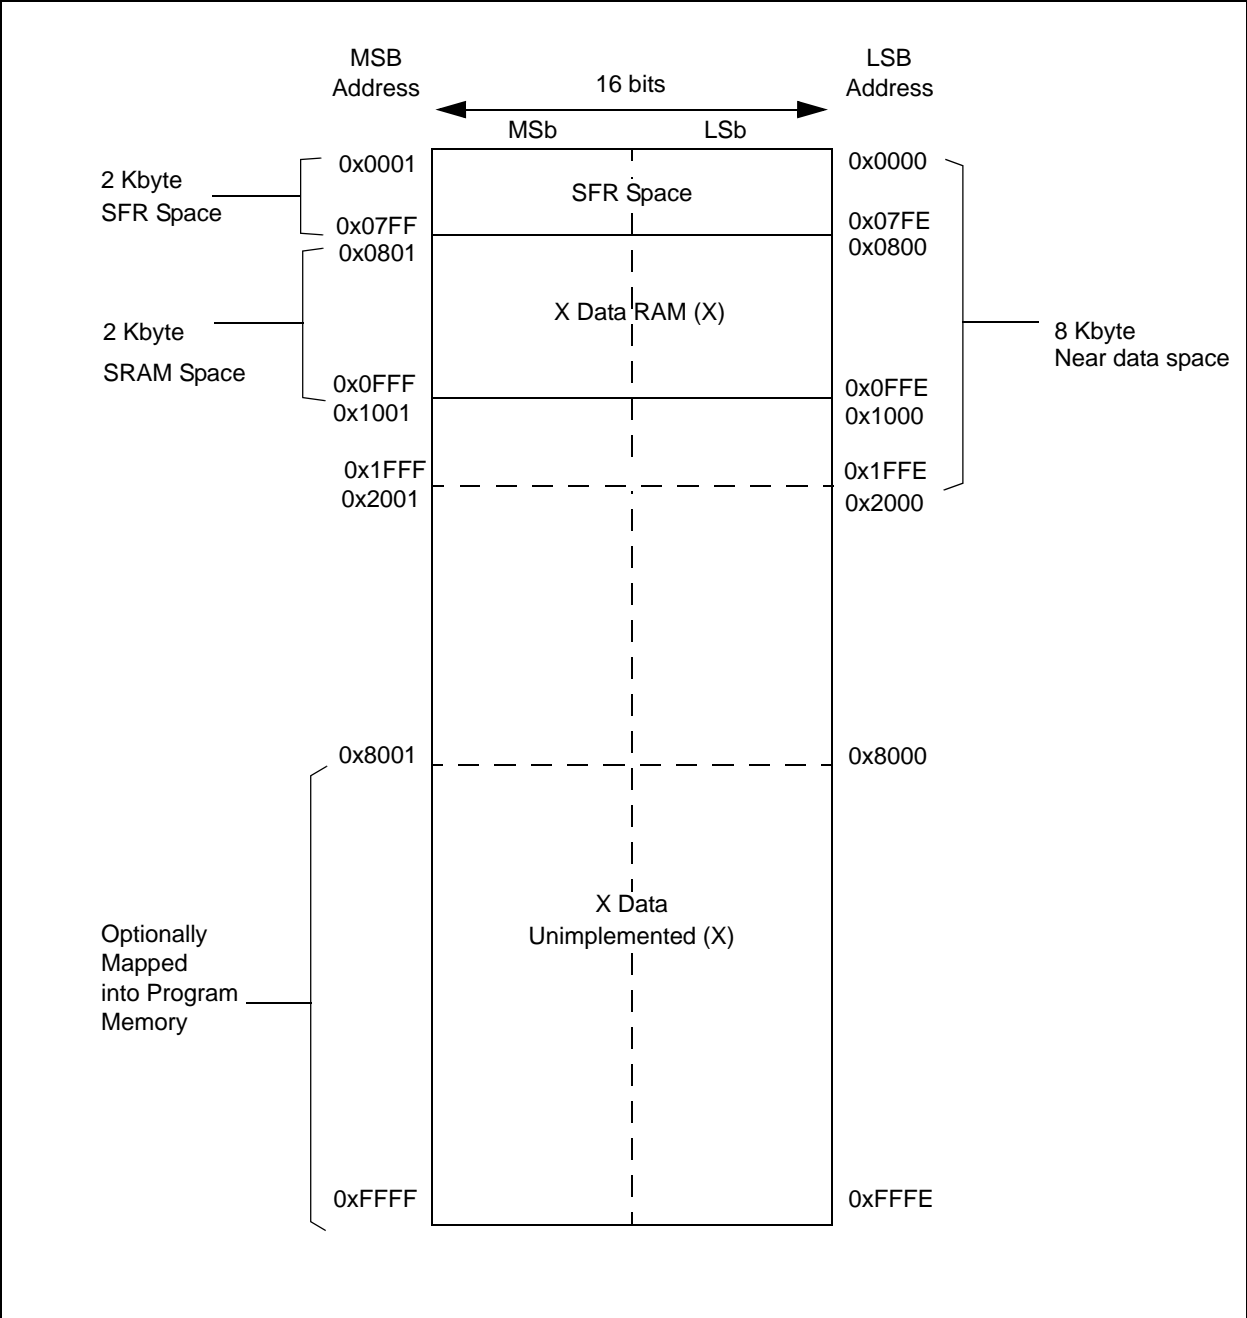 MSB
Address
LSB
Address
16 bits
MSb
LSb
2 Kbyte
SFR Space
0x0001
SFR Space
0x0000
0x07FF
0x07FE
0x0801
0x0800
2 Kbyte
SRAM Space
X Data RAM (X)
8 Kbyte
Near data space
0x0FFF
0x0FFE
0x1001
0x1000
0x1FFF
0x1FFE
0x2001
0x2000
0x8001
0x8000
X Data
Unimplemented (X)
Optionally
Mapped
into Program
Memory
0xFFFF
0xFFFE